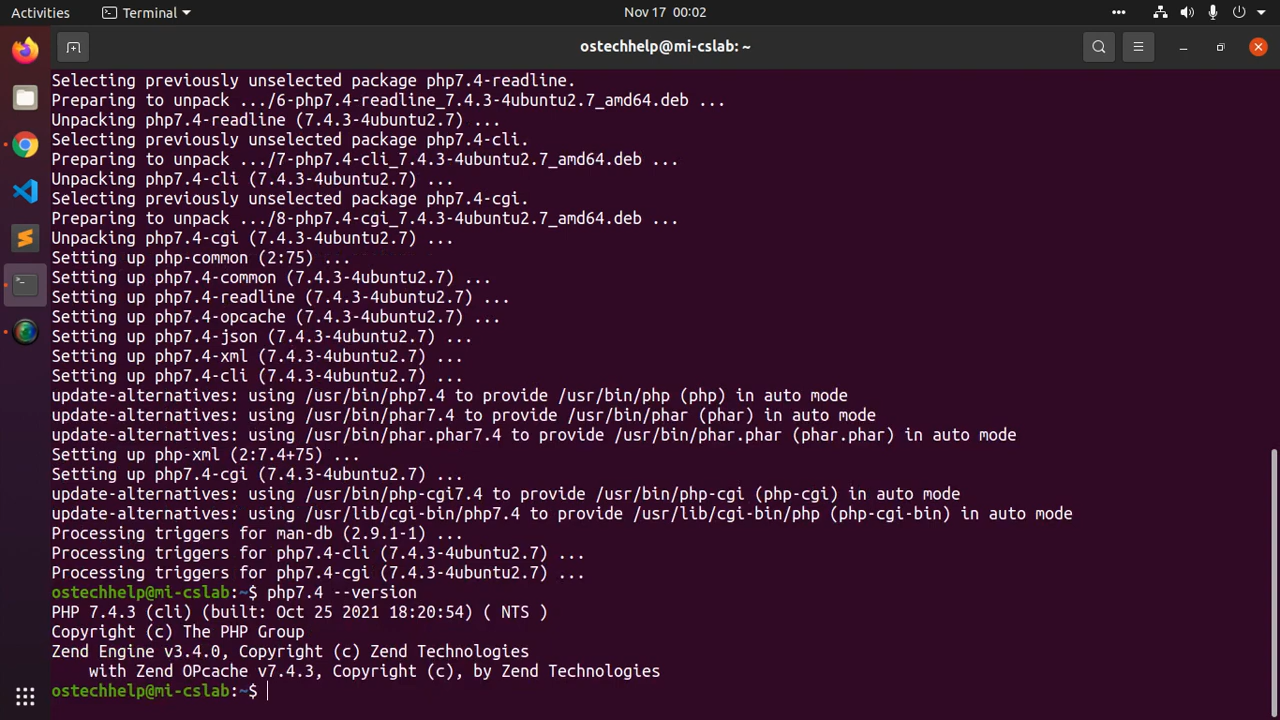 Activities
Terminal
Nov 17 00:02
ostechhelp@mi-cslab: ~
Selecting previously unselected package php7.4-readline.
Preparing to unpack .../6-php7.4-readline_7.4.3-4ubuntu2.7_amd64.deb ...
Unpacking php7.4-readline (7.4.3-4ubuntu2.7) ...
Selecting previously unselected package php7.4-cli.
Preparing to unpack .../7-php7.4-cli_7.4.3-4ubuntu2.7_amd64.deb ...
Unpacking php7.4-cli (7.4.3-4ubuntu2.7) ...
Selecting previously unselected package php7.4-cgi.
Preparing to unpack .../8-php7.4-cgi_7.4.3-4ubuntu2.7_amd64.deb ...
Unpacking php7.4-cgi (7.4.3-4ubuntu2.7) ...
Setting up php-common (2:75) ...
Setting up php7.4-common (7.4.3-4ubuntu2.7) ...
Setting up php7.4-readline (7.4.3-4ubuntu2.7) ...
Setting up php7.4-opcache (7.4.3-4ubuntu2.7) ...
Setting up php7.4-json (7.4.3-4ubuntu2.7) ...
Setting up php7.4-xml (7.4.3-4ubuntu2.7) ...
Setting up php7.4-cli (7.4.3-4ubuntu2.7) ...
update-alternatives: using /usr/bin/php7.4 to provide /usr/bin/php (php) in auto mode
update-alternatives: using /usr/bin/phar7.4 to provide /usr/bin/phar (phar) in auto mode
update-alternatives: using /usr/bin/phar.phar7.4 to provide /usr/bin/phar.phar (phar.phar) in auto mode
Setting up php-xml (2:7.4+75) ...
Setting up php7.4-cgi (7.4.3-4ubuntu2.7) ...
update-alternatives: using /usr/bin/php-cgi7.4 to provide /usr/bin/php-cgi (php-cgi) in auto mode
update-alternatives: using /usr/lib/cgi-bin/php7.4 to provide /usr/lib/cgi-bin/php (php-cgi-bin) in auto mode
Processing triggers for man-db (2.9.1-1) ...
Processing triggers for php7.4-cli (7.4.3-4ubuntu2.7) ...
Processing triggers for php7.4-cgi (7.4.3-4ubuntu2.7) ...
ostechhelp@mi-cslab:~$ php7.4 --version
PHP 7.4.3 (cli) (built: Oct 25 2021 18:20:54) ( NTS )
Copyright (c) The PHP Group
Zend Engine v3.4.0, Copyright (c) Zend Technologies
    with Zend OPcache v7.4.3, Copyright (c), by Zend Technologies
ostechhelp@mi-cslab:~$